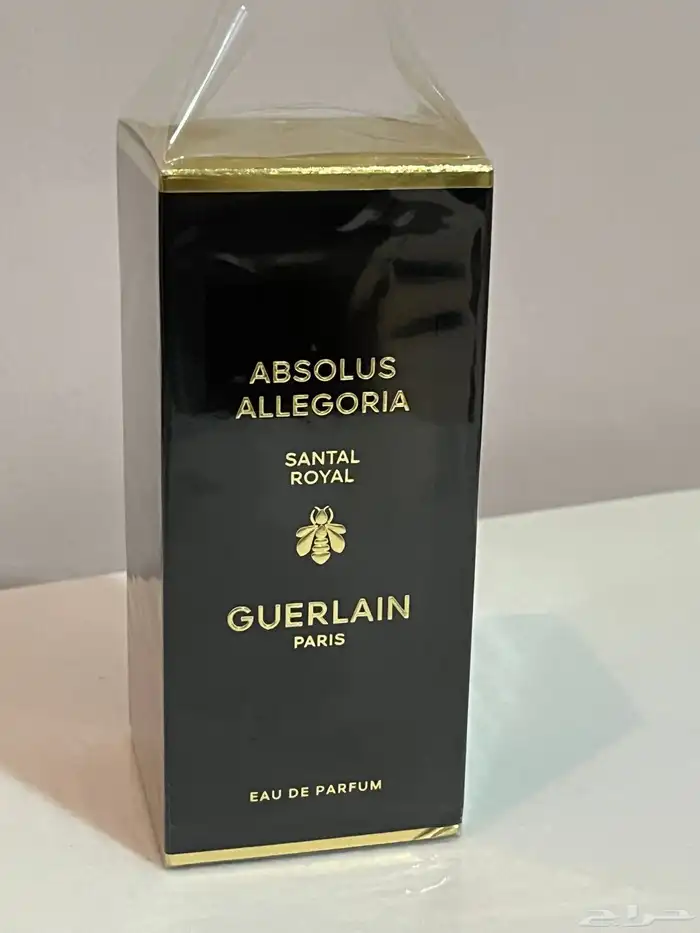 ABSOLUS
ALLEGORIA
SANTAL
ROYAL
GUERLAIN
PARIS
EAU DE PARFUM
حراج